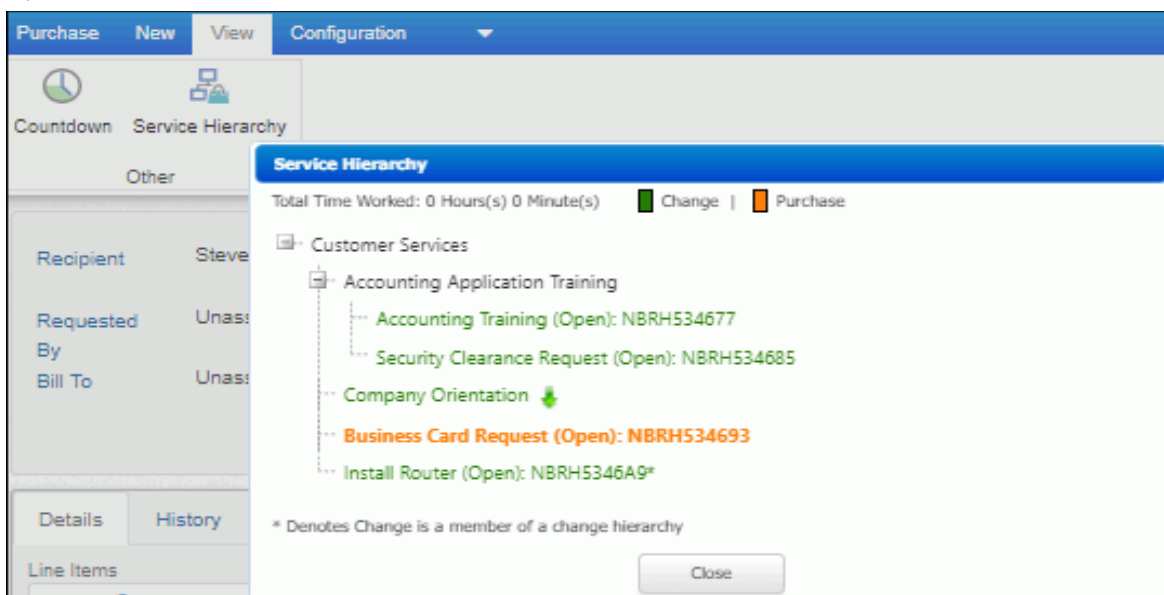 Purchase New View Configuration
Countdown Service Hierarchy
Other
Service Hierarchy
Total Time Worked: 0 Hours(s) 0 Minute(s) Change | Purchase
Customer Services
Accounting Application Training
Accounting Training (Open): NBRH534677
Security Clearance Request (Open): NBRH534685
Company Orientation
Business Card Request (Open): NBRH534693
Install Router (Open): NBRH5346A9*
* Denotes Change is a member of a change hierarchy
Close
Recipient Steve
Requested By Unass
Bill To Unass
Details History
Line Items